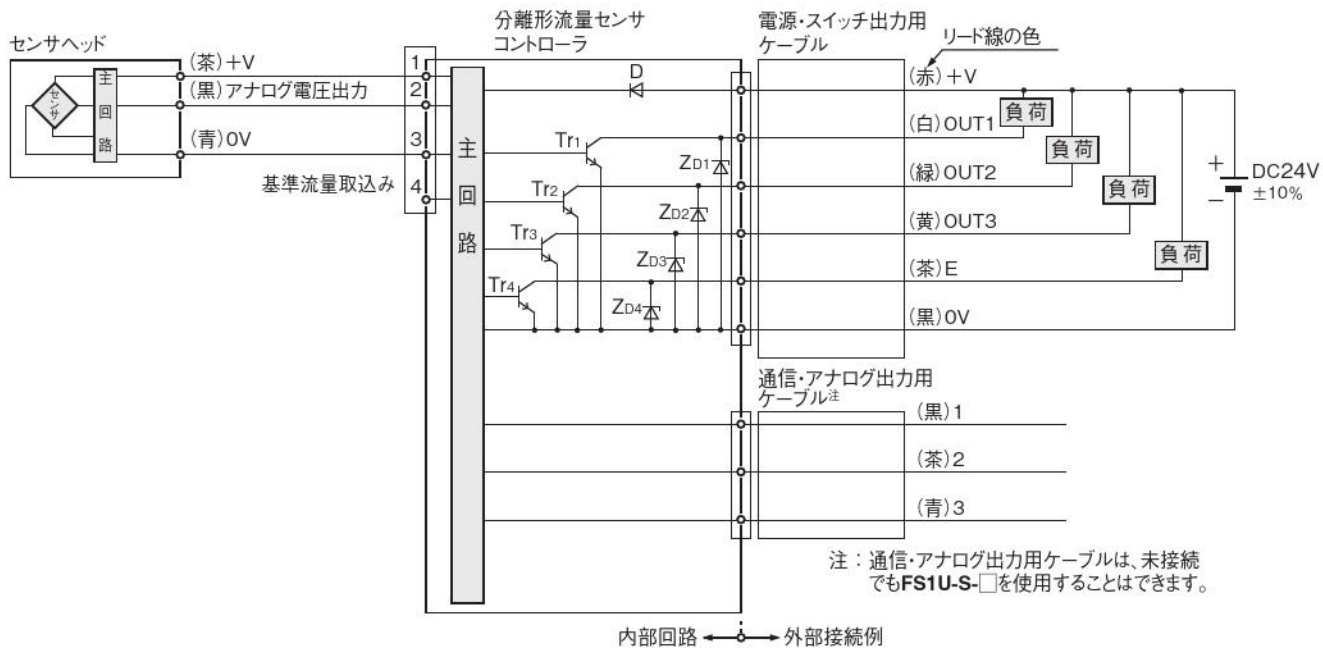 分離形流量センサ
コントローラ
電源・スイッチ出力用
ケーブル
リード線の色
センサヘッド
(茶)+V
(黒)アナログ電圧出力
(青)0V
基準流量取込み
センサ
主回路
1
2
3
4
主回路
D
Tr1
Tr2
Tr3
Tr4
ZD1
ZD2
ZD3
ZD4
(赤)+V
(白)OUT1
(緑)OUT2
(黄)OUT3
(茶)E
(黒)0V
負荷
負荷
負荷
負荷
+
−
DC24V
±10%
通信・アナログ出力用
ケーブル注
(黒)1
(茶)2
(青)3
注:通信・アナログ出力用ケーブルは、未接続
でもFS1U-S-□を使用することはできます。
内部回路
外部接続例